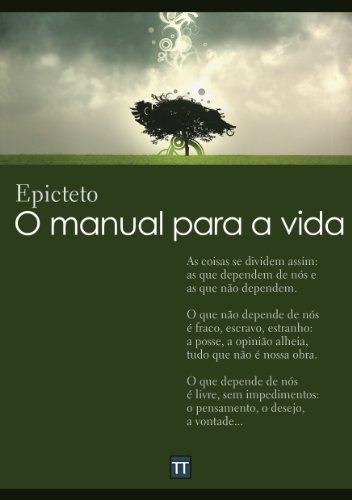 Epicteto
O manual para a vida
As coisas se dividem assim:
as que dependem de nós e
as que não dependem.
O que não depende de nós
é fraco, escravo, estranho:
a posse, a opinião alheia,
tudo que não é nossa obra.
O que depende de nós
é livre, sem impedimentos:
o pensamento, o desejo,
a vontade...
TT